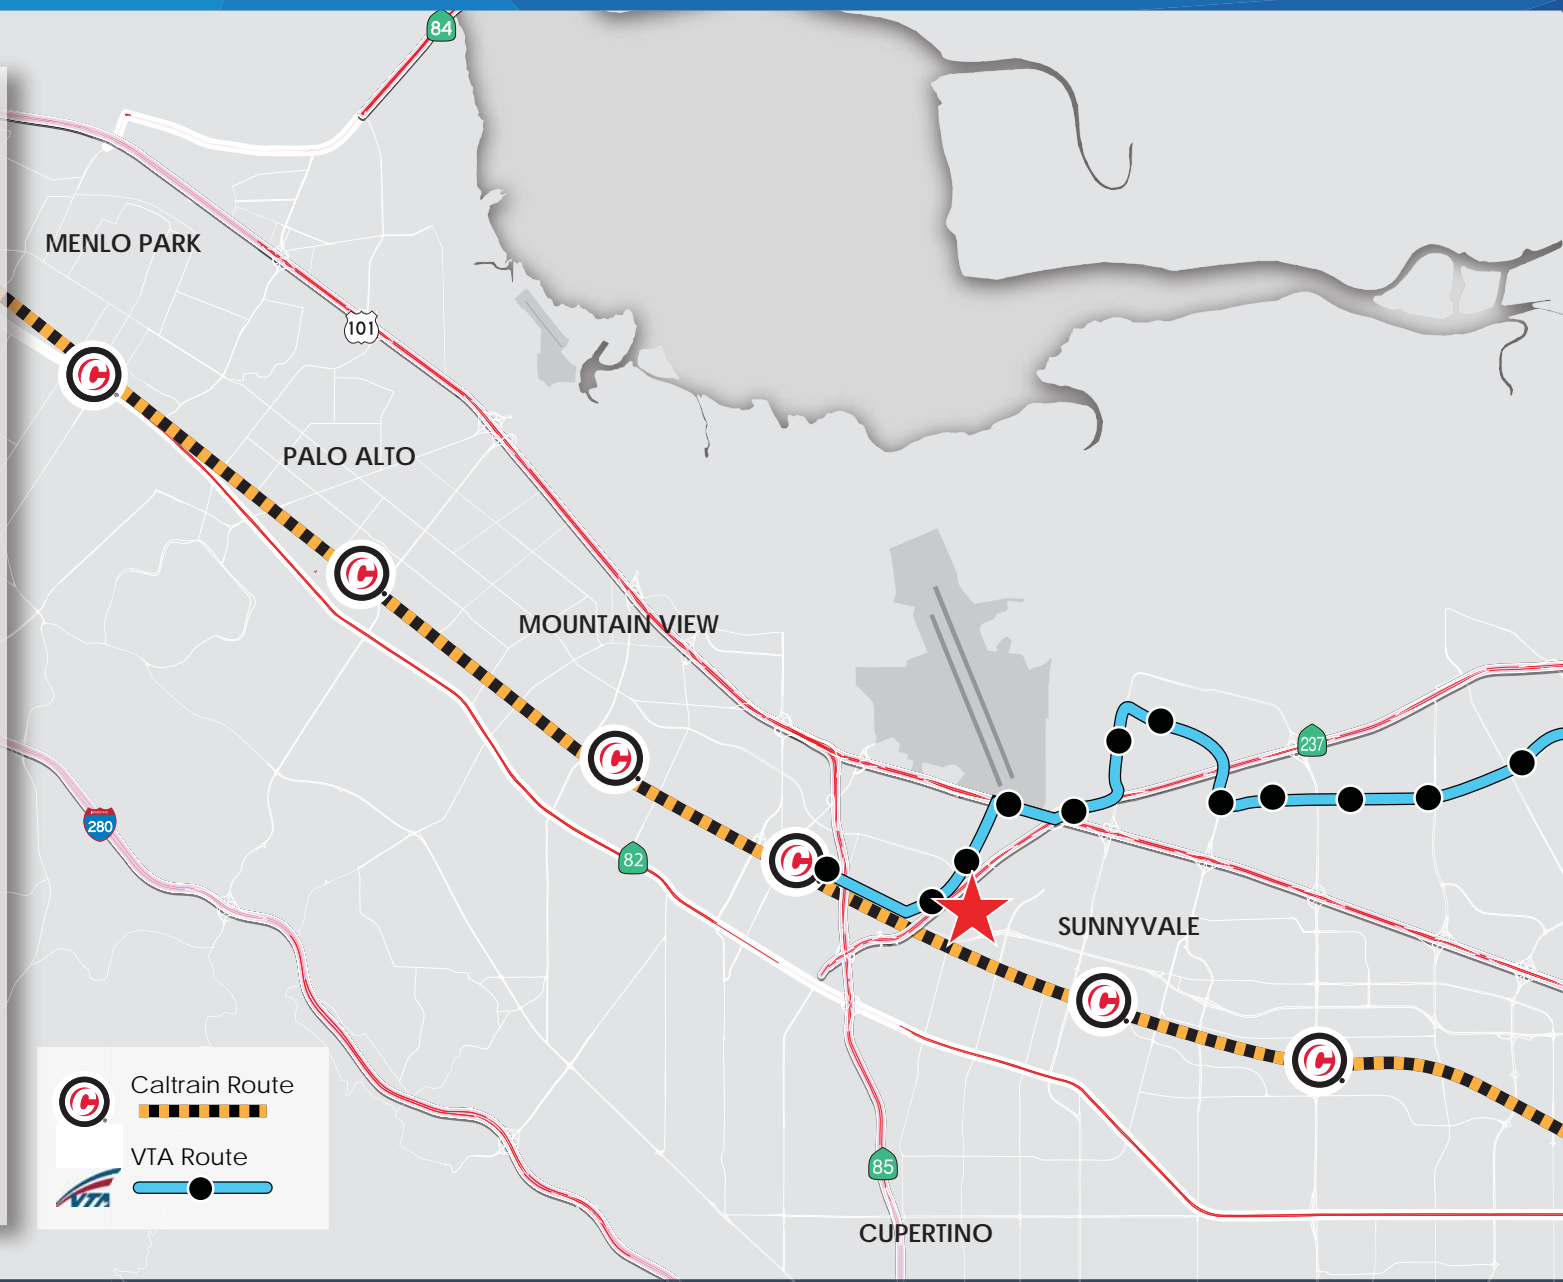 84
MENLO PARK
101
PALO ALTO
MOUNTAIN VIEW
237
280
82
SUNNYVALE
Caltrain Route
VTA Route
VTA
85
CUPERTINO